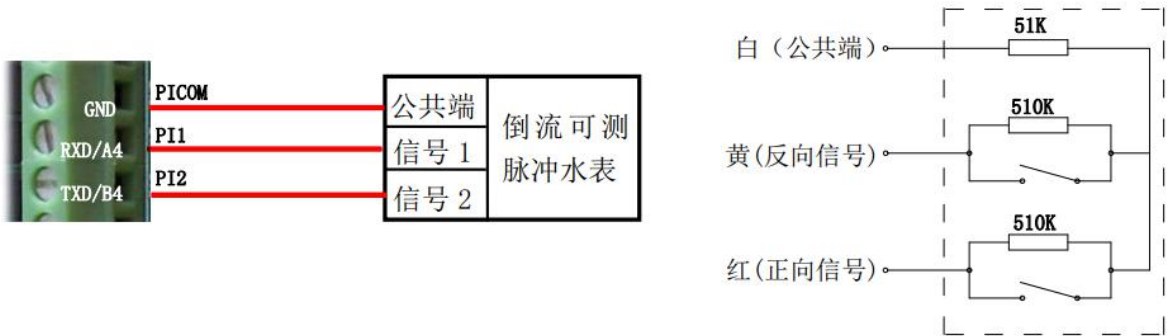 GND
RXD/A4
TXD/B4
PICOM
PI1
PI2
公共端
信号 1
信号 2
倒流可测
脉冲水表
白（公共端）
51K
黄(反向信号)
510K
红(正向信号)
510K